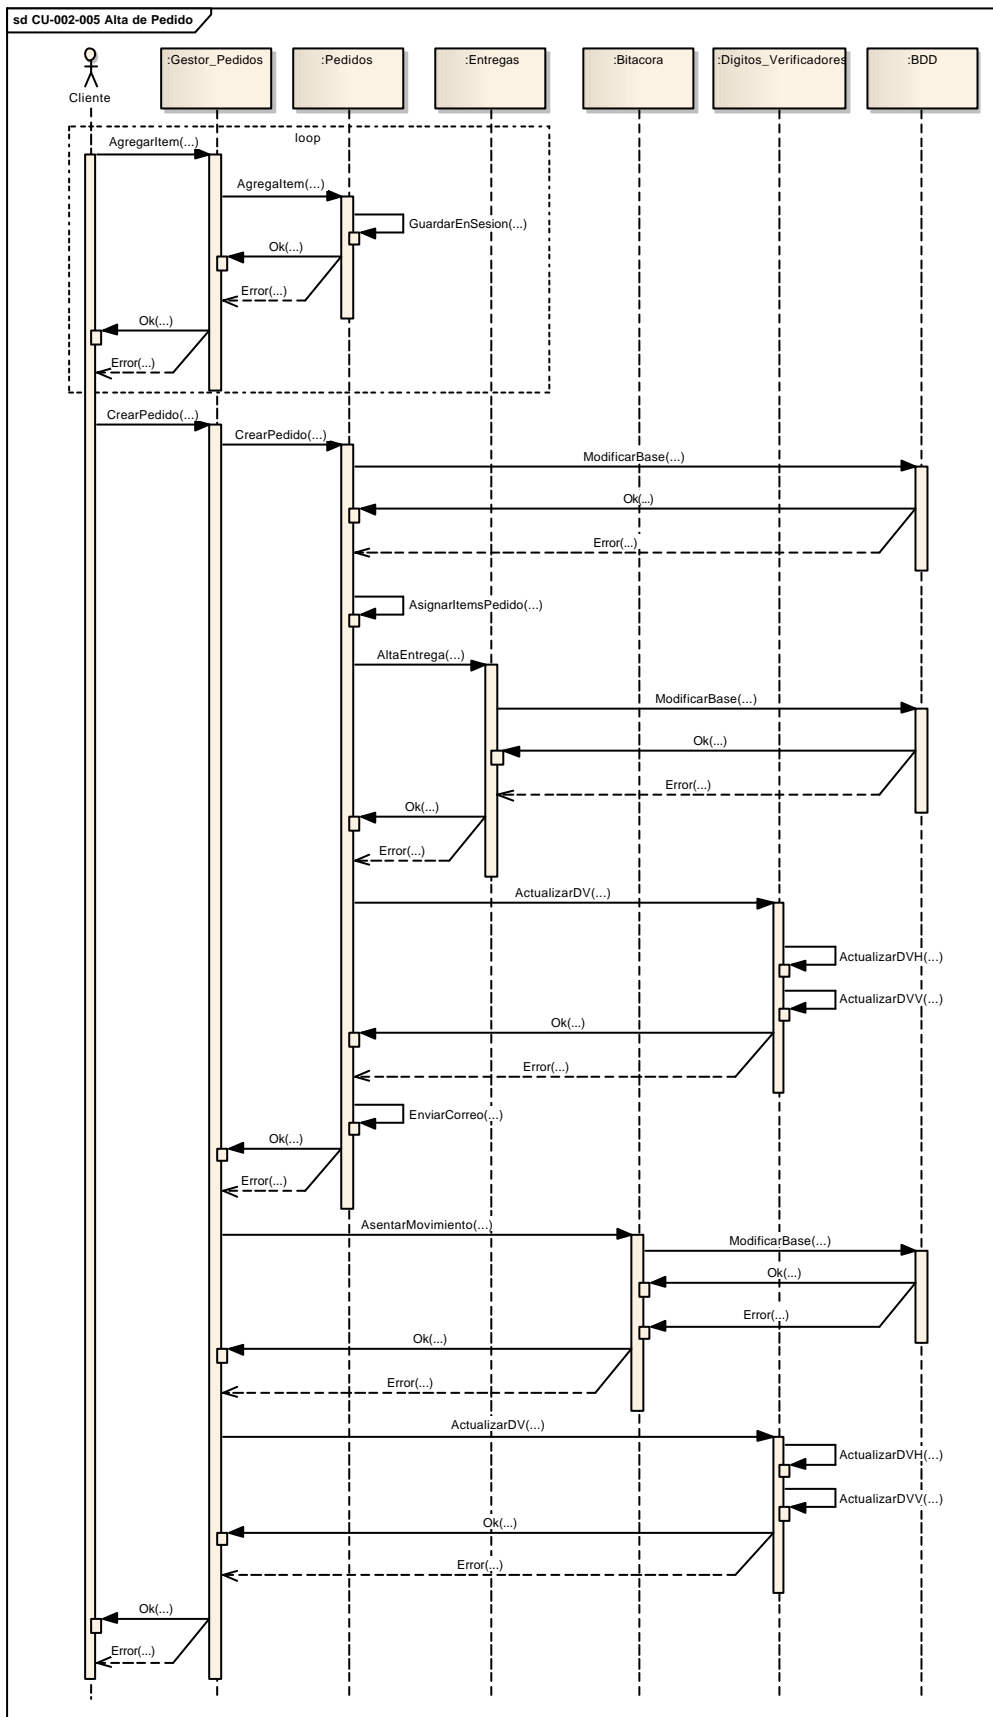 sd CU-002-005 Alta de Pedido
Cliente
:Gestor_Pedidos
:Pedidos
:Entregas
:Bitacora
:Digitos_Verificadores
:BDD
loop
AgregarItem(...)
AgregaItem(...)
GuardarEnSesion(...)
Ok(...)
Error(...)
Ok(...)
Error(...)
CrearPedido(...)
CrearPedido(...)
ModificarBase(...)
Ok(...)
Error(...)
AsignarItemsPedido(...)
AltaEntrega(...)
ModificarBase(...)
Ok(...)
Error(...)
Ok(...)
Error(...)
ActualizarDV(...)
ActualizarDVH(...)
ActualizarDVV(...)
Ok(...)
Error(...)
EnviarCorreo(...)
Ok(...)
Error(...)
AsentarMovimiento(...)
ModificarBase(...)
Ok(...)
Error(...)
Ok(...)
Error(...)
ActualizarDV(...)
ActualizarDVH(...)
ActualizarDVV(...)
Ok(...)
Error(...)
Ok(...)
Error(...)